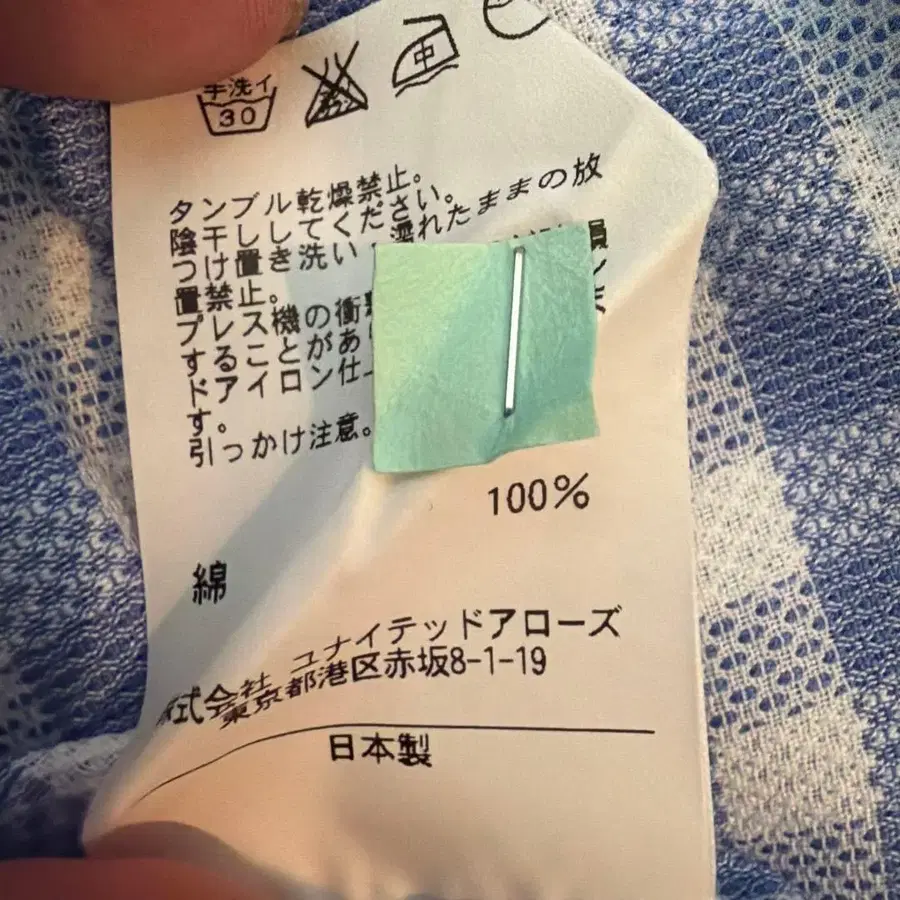 手洗イ
30
中
タンブル乾燥禁止。
陰干ししてください。
つけ置き洗い 濡れたままの放
置禁止。
プレス機の衝
することがあ
ドアイロン仕
す。
引っかけ注意。
100%
綿
式会社 ユナイテッドアローズ
東京都港区赤坂8-1-19
日本製